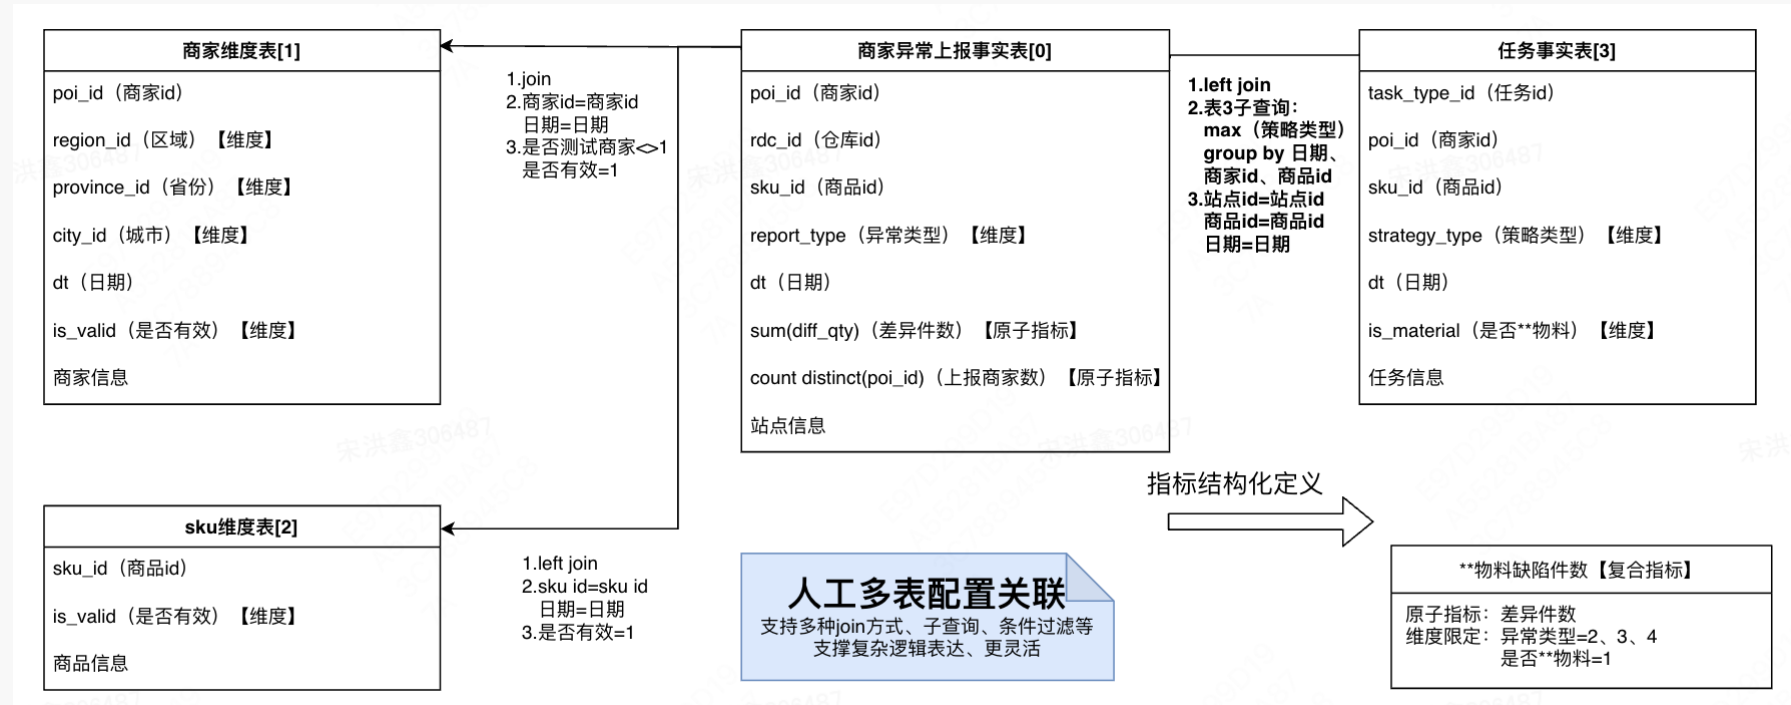 商家维度表[1]
poi_id（商家id）
region_id（区域）【维度】
province_id（省份）【维度】
city_id（城市）【维度】
dt（日期）
is_valid（是否有效）【维度】
商家信息
1.join
2.商家id=商家id
日期=日期
3.是否测试商家<>1
是否有效=1
商家异常上报事实表[0]
poi_id（商家id）
rdc_id（仓库id）
sku_id（商品id）
report_type（异常类型）【维度】
dt（日期）
sum(diff_qty)（差异件数）【原子指标】
count distinct(poi_id)（上报商家数）【原子指标】
站点信息
1.left join
2.表3子查询：
max（策略类型）
group by 日期、
商家id、商品id
3.站点id=站点id
商品id=商品id
日期=日期
任务事实表[3]
task_type_id（任务id）
poi_id（商家id）
sku_id（商品id）
strategy_type（策略类型）【维度】
dt（日期）
is_material（是否**物料）【维度】
任务信息
sku维度表[2]
sku_id（商品id）
is_valid（是否有效）【维度】
商品信息
1.left join
2.sku id=sku id
日期=日期
3.是否有效=1
人工多表配置关联
支持多种join方式、子查询、条件过滤等
支撑复杂逻辑表达、更灵活
指标结构化定义
**物料缺陷件数【复合指标】
原子指标：差异件数
维度限定：异常类型=2、3、4
是否**物料=1
宋洪鑫306487